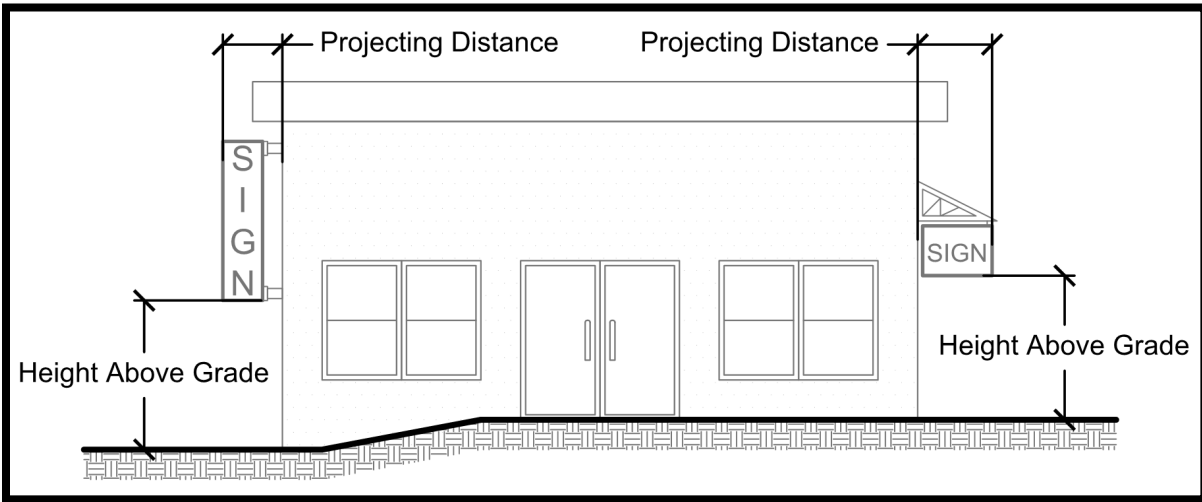 Projecting Distance
Projecting Distance
S
I
G
N
SIGN
Height Above Grade
Height Above Grade